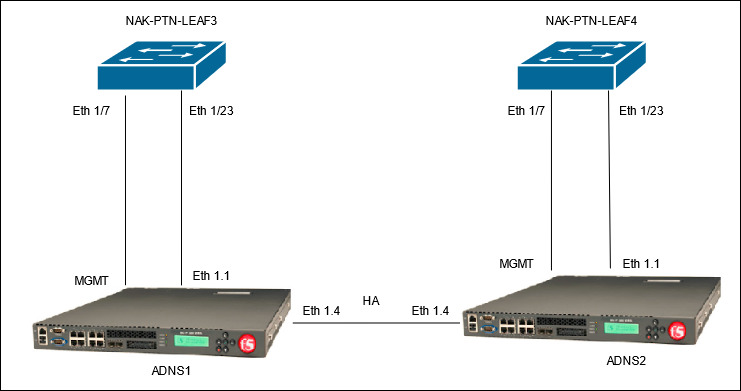 NAK-PTN-LEAF3
NAK-PTN-LEAF4
Eth 1/7
Eth 1/23
Eth 1/7
Eth 1/23
MGMT
Eth 1.1
MGMT
Eth 1.1
Eth 1.4
HA
Eth 1.4
f5
f5
ADNS1
ADNS2